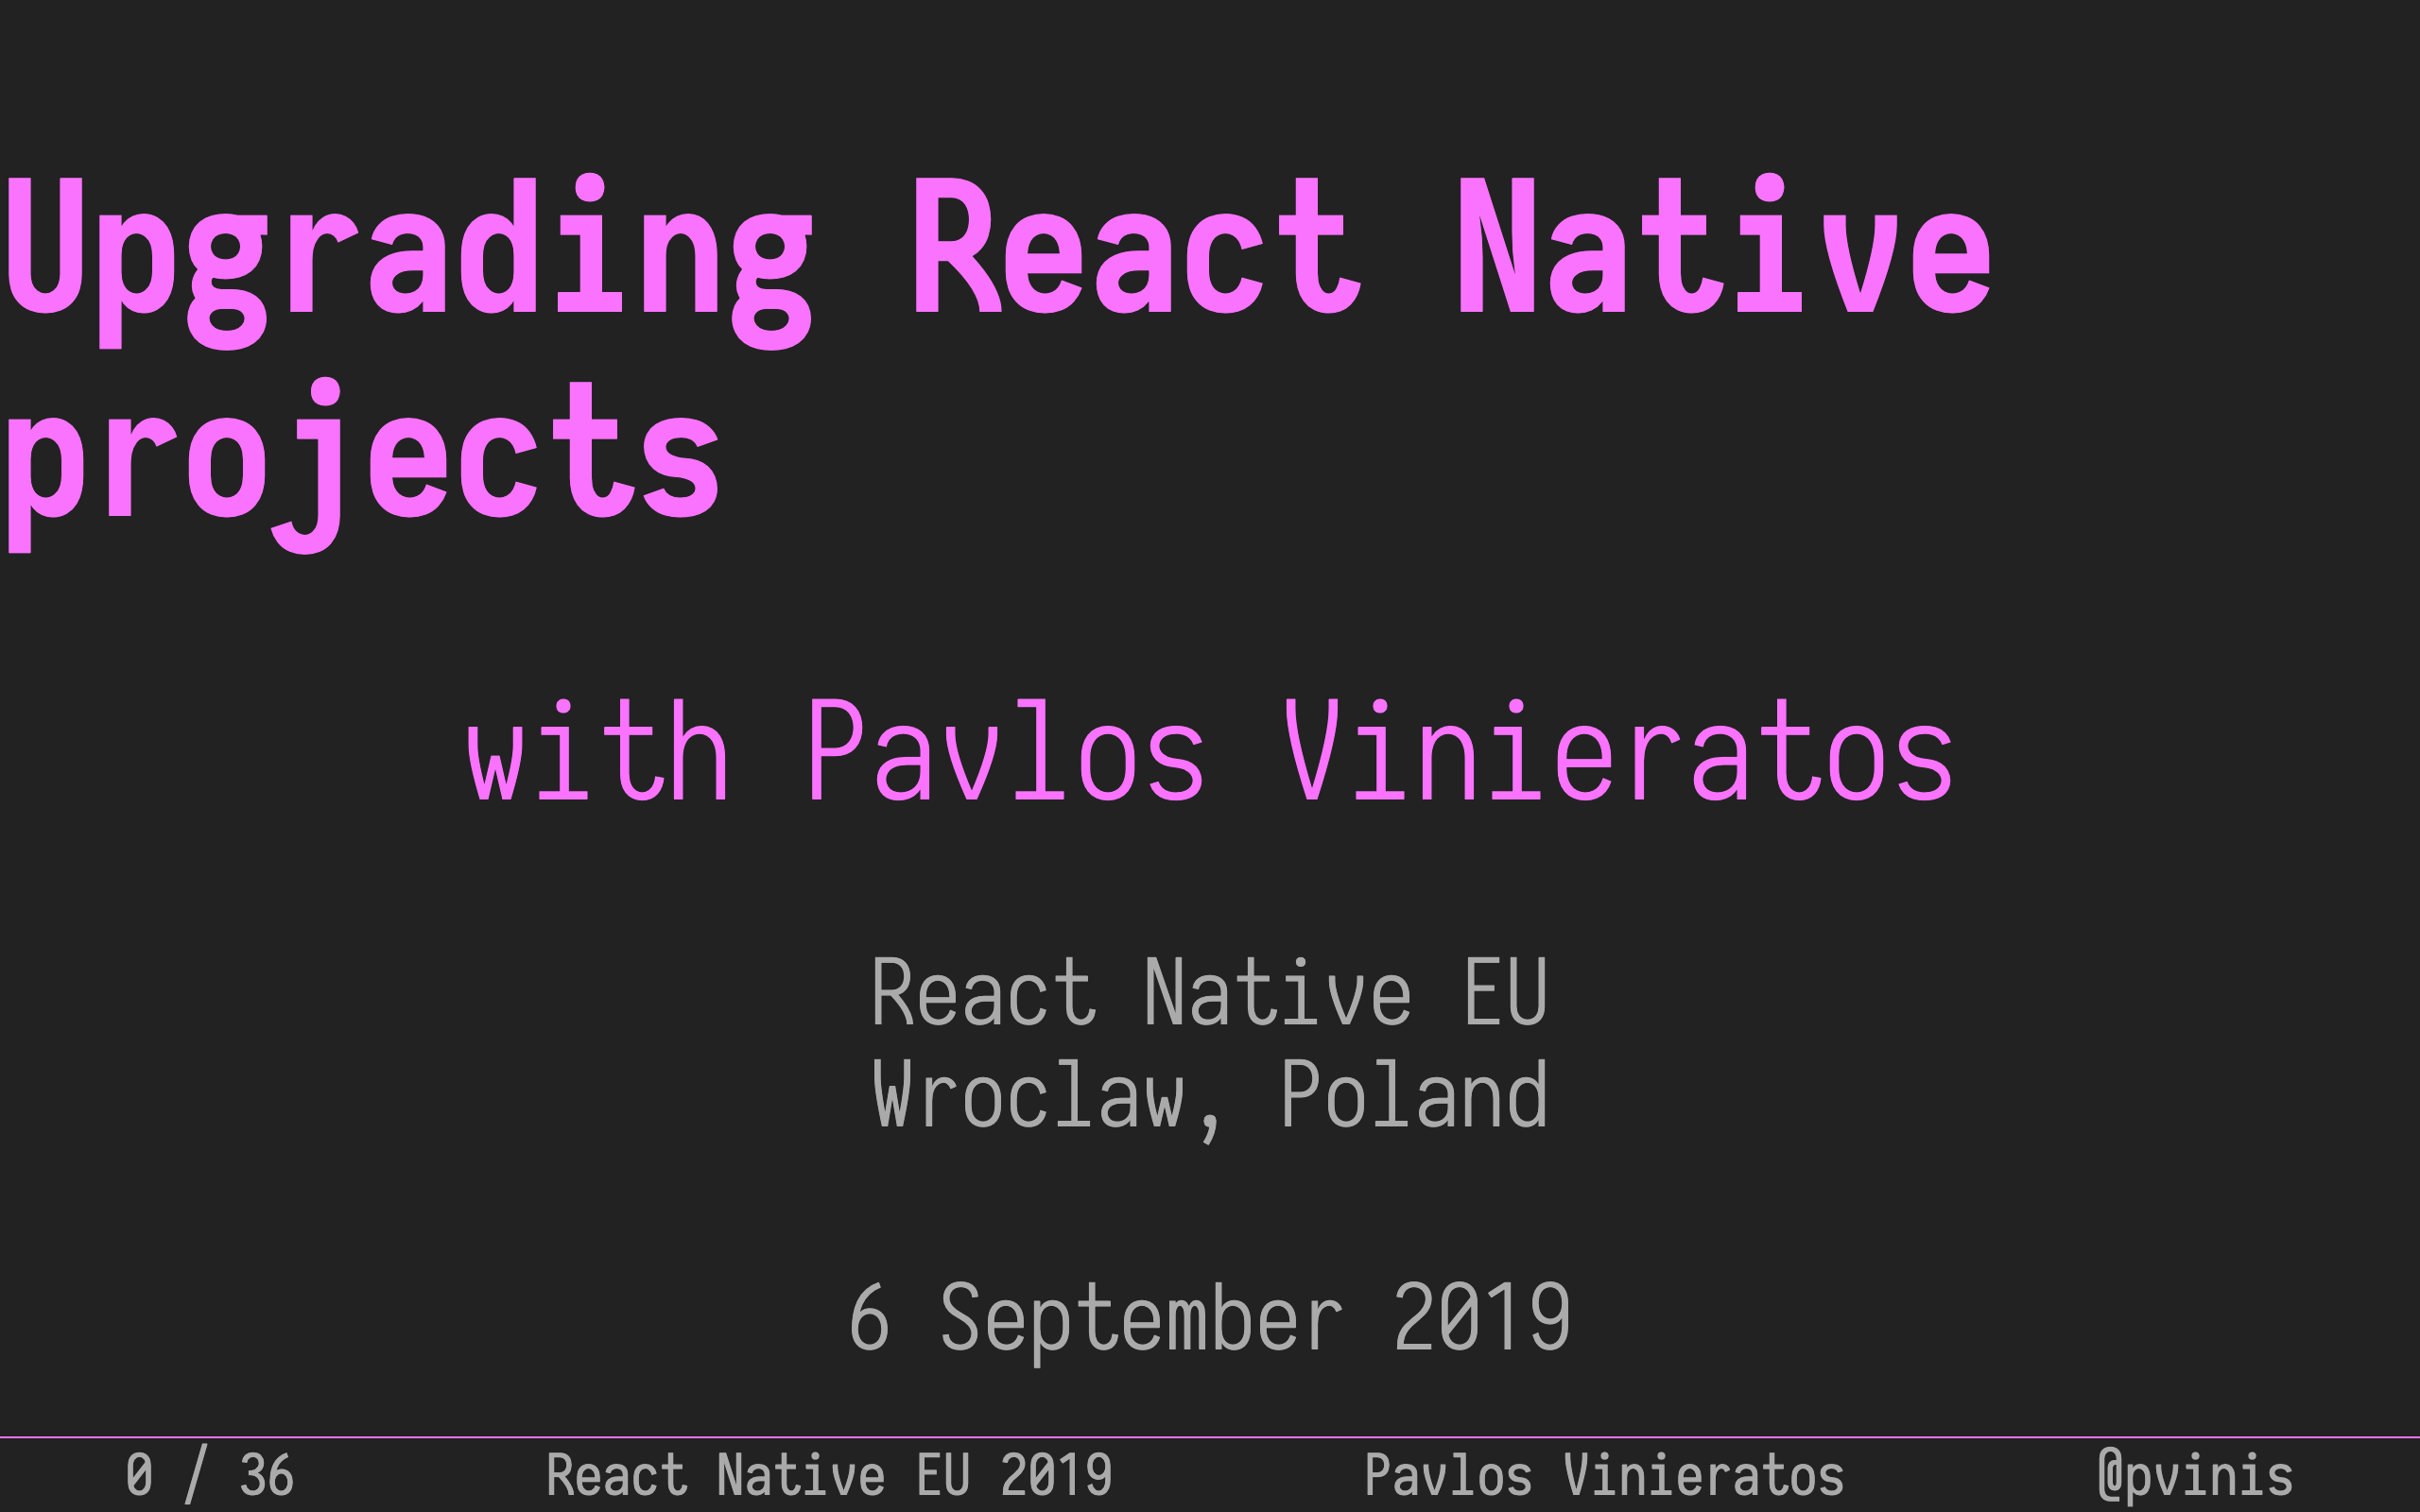 Upgrading React Native
projects
with Pavlos Vinieratos
React Native EU
Wroclaw, Poland
6 September 2019
0 / 36 React Native EU 2019 Pavlos Vinieratos @pvinis